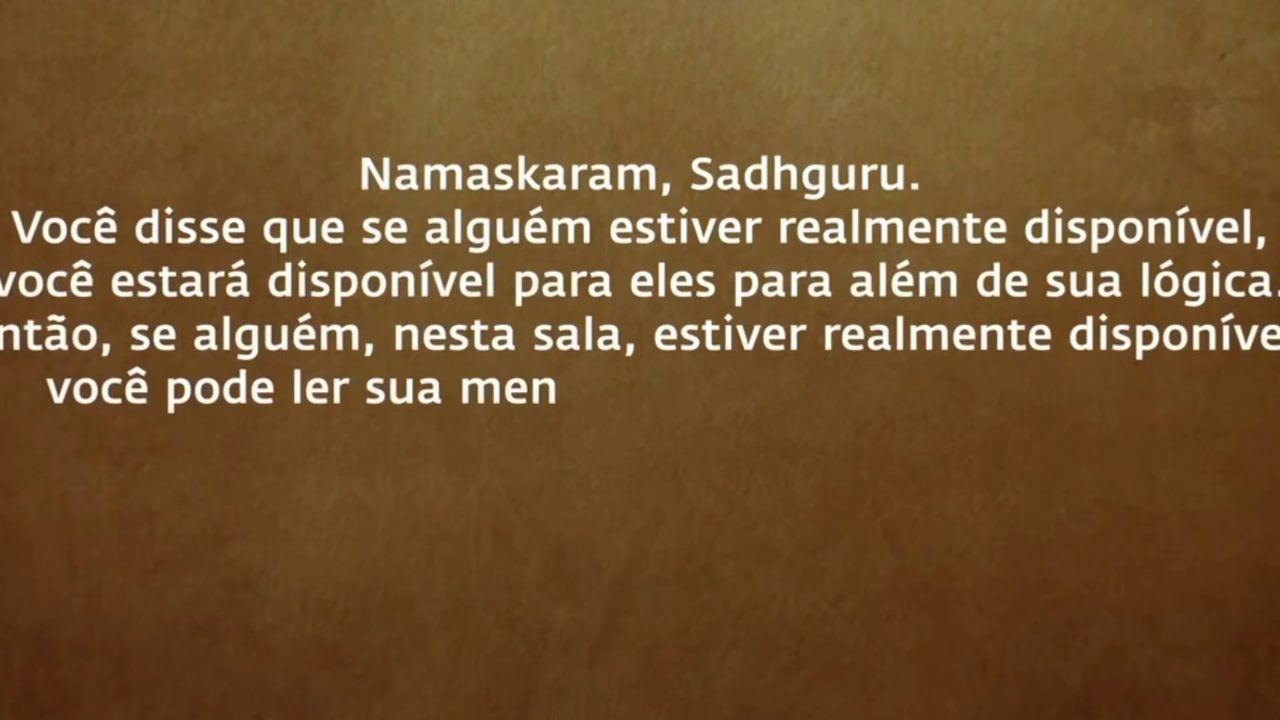 Namaskaram, Sadhguru.
Você disse que se alguém estiver realmente disponível,
você estará disponível para eles para além de sua lógica.
ntão, se alguém, nesta sala, estiver realmente disponíve
você pode ler sua men